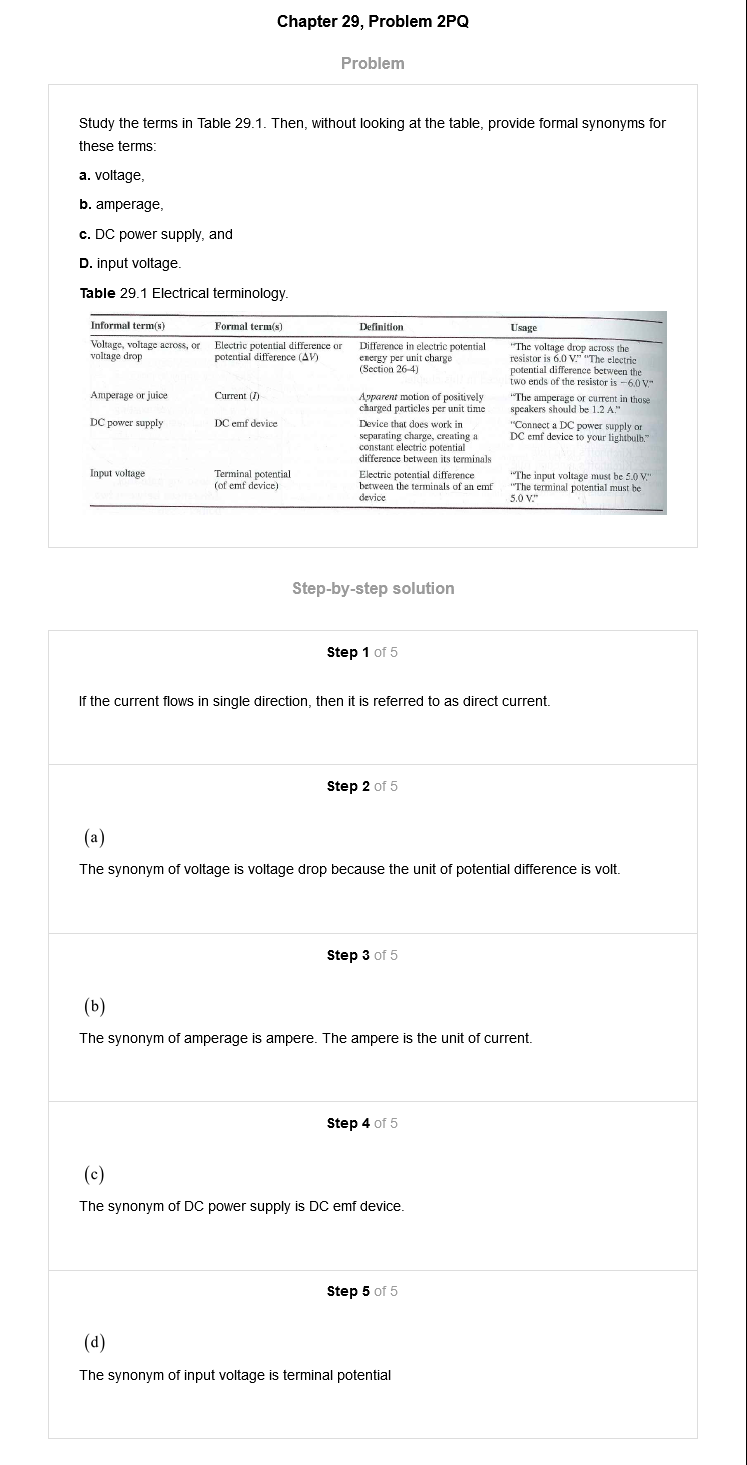 Chapter 29, Problem 2PQ
Problem
Study the terms in Table 29.1. Then, without looking at the table, provide formal synonyms for
these terms:
a. voltage,
b. amperage,
c. DC power supply, and
D. input voltage.
Table 29.1 Electrical terminology.
Informal term(s) Formal term(s) Definition Usage
Voltage, voltage across, or Electric potential difference or Difference in electric potential "The voltage drop across the
voltage drop potential difference (ΔV) energy per unit charge resistor is 6.0 V." "The electric
(Section 26-4) potential difference between the
two ends of the resistor is −6.0 V."
Amperage or juice Current (I) Apparent motion of positively "The amperage or current in those
charged particles per unit time speakers should be 1.2 A."
DC power supply DC emf device Device that does work in "Connect a DC power supply or
separating charge, creating a DC emf device to your lightbulb."
constant electric potential
difference between its terminals
Input voltage Terminal potential Electric potential difference "The input voltage must be 5.0 V."
(of emf device) between the terminals of an emf "The terminal potential must be
device 5.0 V."
Step-by-step solution
Step 1 of 5
If the current flows in single direction, then it is referred to as direct current.
Step 2 of 5
(a)
The synonym of voltage is voltage drop because the unit of potential difference is volt.
Step 3 of 5
(b)
The synonym of amperage is ampere. The ampere is the unit of current.
Step 4 of 5
(c)
The synonym of DC power supply is DC emf device.
Step 5 of 5
(d)
The synonym of input voltage is terminal potential